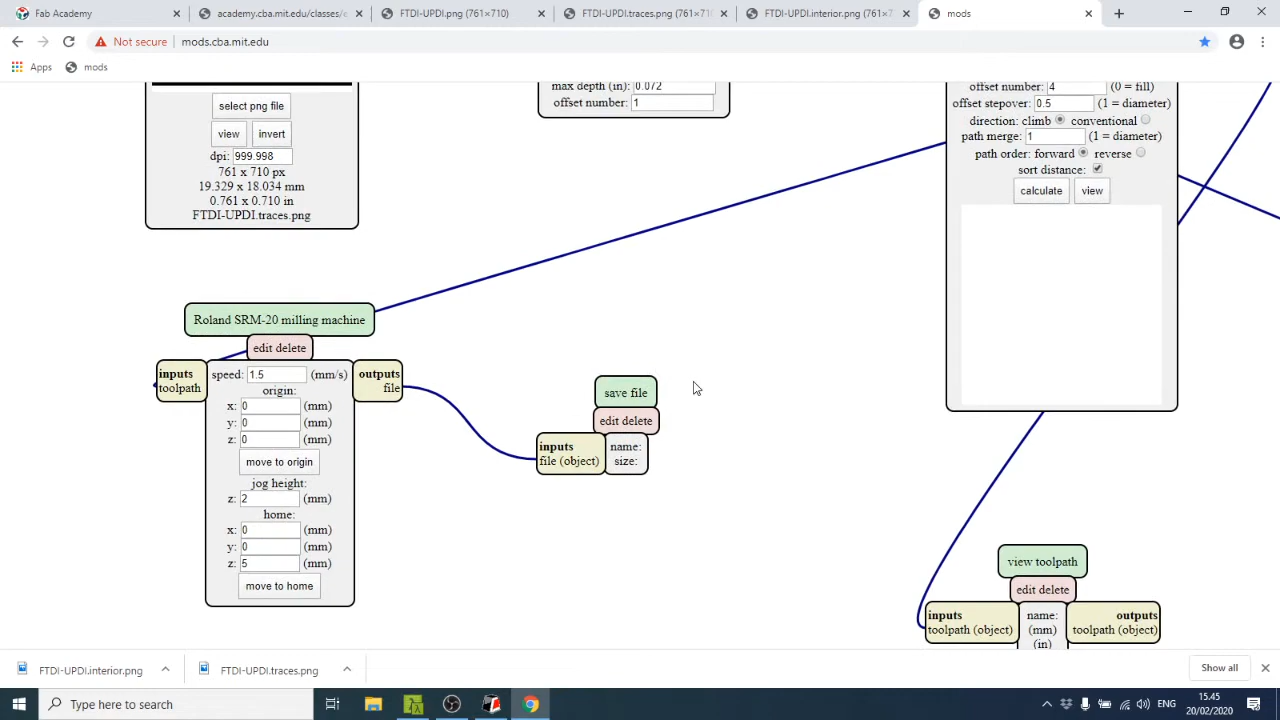 Fab Academy
academy.cba.mit.edu/classes/c
FTDI-UPDI.png (761×710)
FTDI-UPDI.traces.png (761×71
FTDI-UPDI.interior.png (761×7
mods
Not secure
mods.cba.mit.edu
Apps
mods
select png file
view
invert
dpi: 999.998
761 x 710 px
19.329 x 18.034 mm
0.761 x 0.710 in
FTDI-UPDI.traces.png
max depth (in): 0.072
offset number: 1
offset number: 4 (0 = fill)
offset stepover: 0.5 (1 = diameter)
direction: climb conventional
path merge: 1 (1 = diameter)
path order: forward reverse
sort distance:
calculate
view
Roland SRM-20 milling machine
edit delete
inputs
toolpath
speed: 1.5 (mm/s)
origin:
x: 0 (mm)
y: 0 (mm)
z: 0 (mm)
move to origin
jog height:
z: 2 (mm)
home:
x: 0 (mm)
y: 0 (mm)
z: 5 (mm)
move to home
outputs
file
save file
edit delete
inputs
file (object)
name:
size:
view toolpath
edit delete
inputs
toolpath (object)
name:
(mm)
(in)
outputs
toolpath (object)
FTDI-UPDI.interior.png
FTDI-UPDI.traces.png
Show all
Type here to search
ENG
15.45
20/02/2020